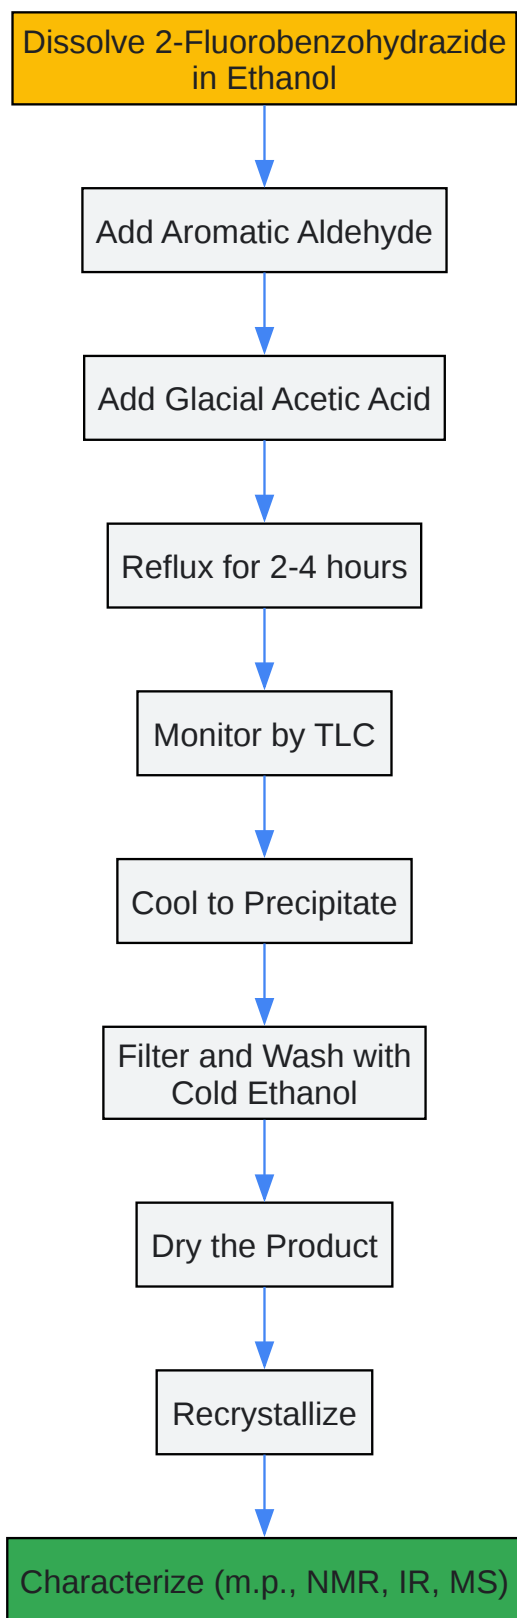 Dissolve 2-Fluorobenzohydrazide
in Ethanol
Add Aromatic Aldehyde
Add Glacial Acetic Acid
Reflux for 2-4 hours
Monitor by TLC
Cool to Precipitate
Filter and Wash with
Cold Ethanol
Dry the Product
Recrystallize
Characterize (m.p., NMR, IR, MS)